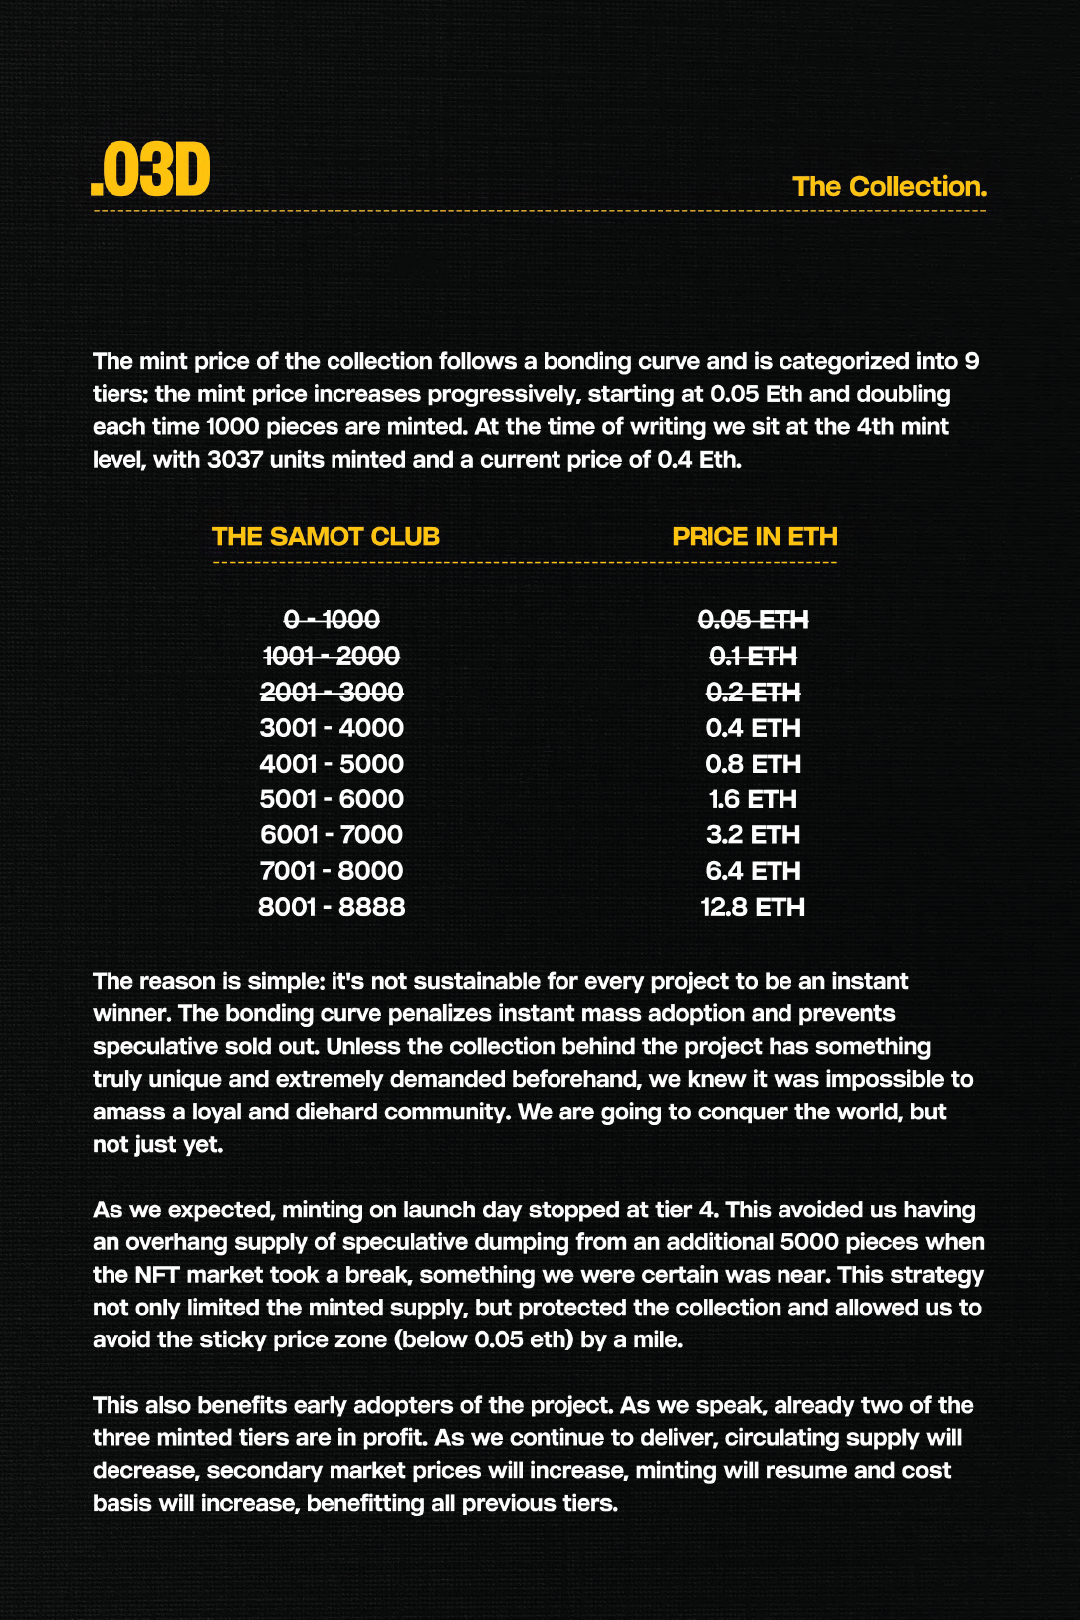 .03D
The Collection.
The mint price of the collection follows a bonding curve and is categorized into 9
tiers: the mint price increases progressively, starting at 0.05 Eth and doubling
each time 1000 pieces are minted. At the time of writing we sit at the 4th mint
level, with 3037 units minted and a current price of 0.4 Eth.
THE SAMOT CLUB PRICE IN ETH
0 - 1000 0.05 ETH
1001 - 2000 0.1 ETH
2001 - 3000 0.2 ETH
3001 - 4000 0.4 ETH
4001 - 5000 0.8 ETH
5001 - 6000 1.6 ETH
6001 - 7000 3.2 ETH
7001 - 8000 6.4 ETH
8001 - 8888 12.8 ETH
The reason is simple: it's not sustainable for every project to be an instant
winner. The bonding curve penalizes instant mass adoption and prevents
speculative sold out. Unless the collection behind the project has something
truly unique and extremely demanded beforehand, we knew it was impossible to
amass a loyal and diehard community. We are going to conquer the world, but
not just yet.
As we expected, minting on launch day stopped at tier 4. This avoided us having
an overhang supply of speculative dumping from an additional 5000 pieces when
the NFT market took a break, something we were certain was near. This strategy
not only limited the minted supply, but protected the collection and allowed us to
avoid the sticky price zone (below 0.05 eth) by a mile.
This also benefits early adopters of the project. As we speak, already two of the
three minted tiers are in profit. As we continue to deliver, circulating supply will
decrease, secondary market prices will increase, minting will resume and cost
basis will increase, benefitting all previous tiers.